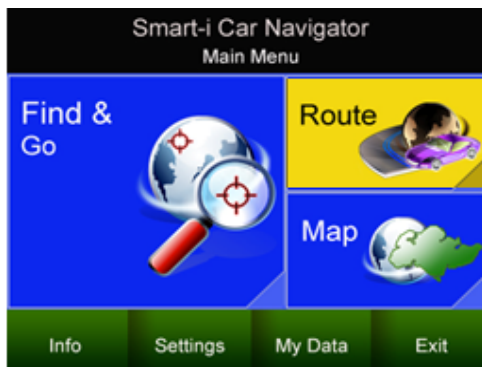 Smart-i Car Navigator
Main Menu
Find &
Go
Route
Map
Info
Settings
My Data
Exit